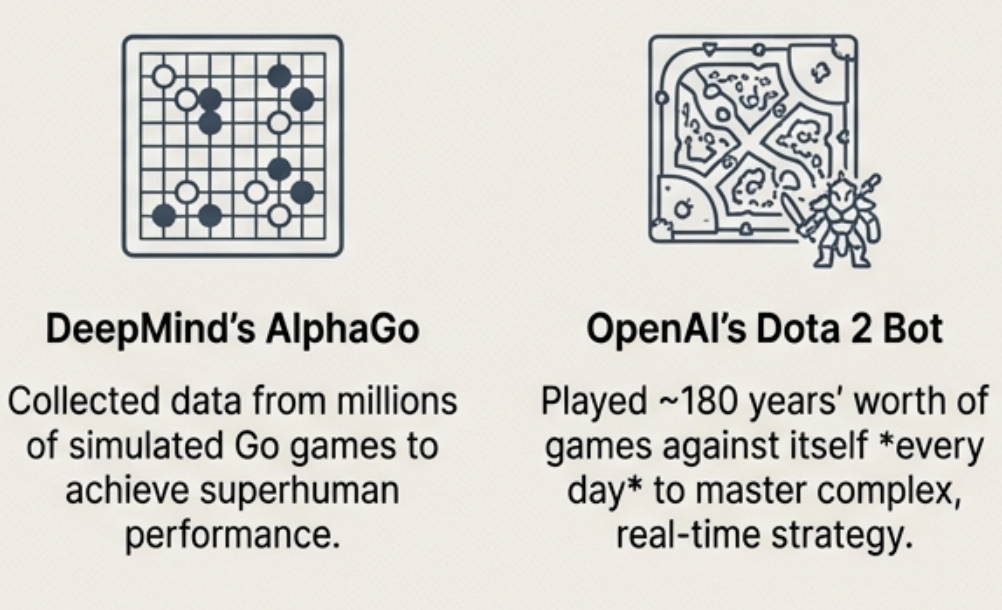 DeepMind’s AlphaGo
Collected data from millions
of simulated Go games to
achieve superhuman
performance.
OpenAI’s Dota 2 Bot
Played ~180 years’ worth of
games against itself *every
day* to master complex,
real-time strategy.